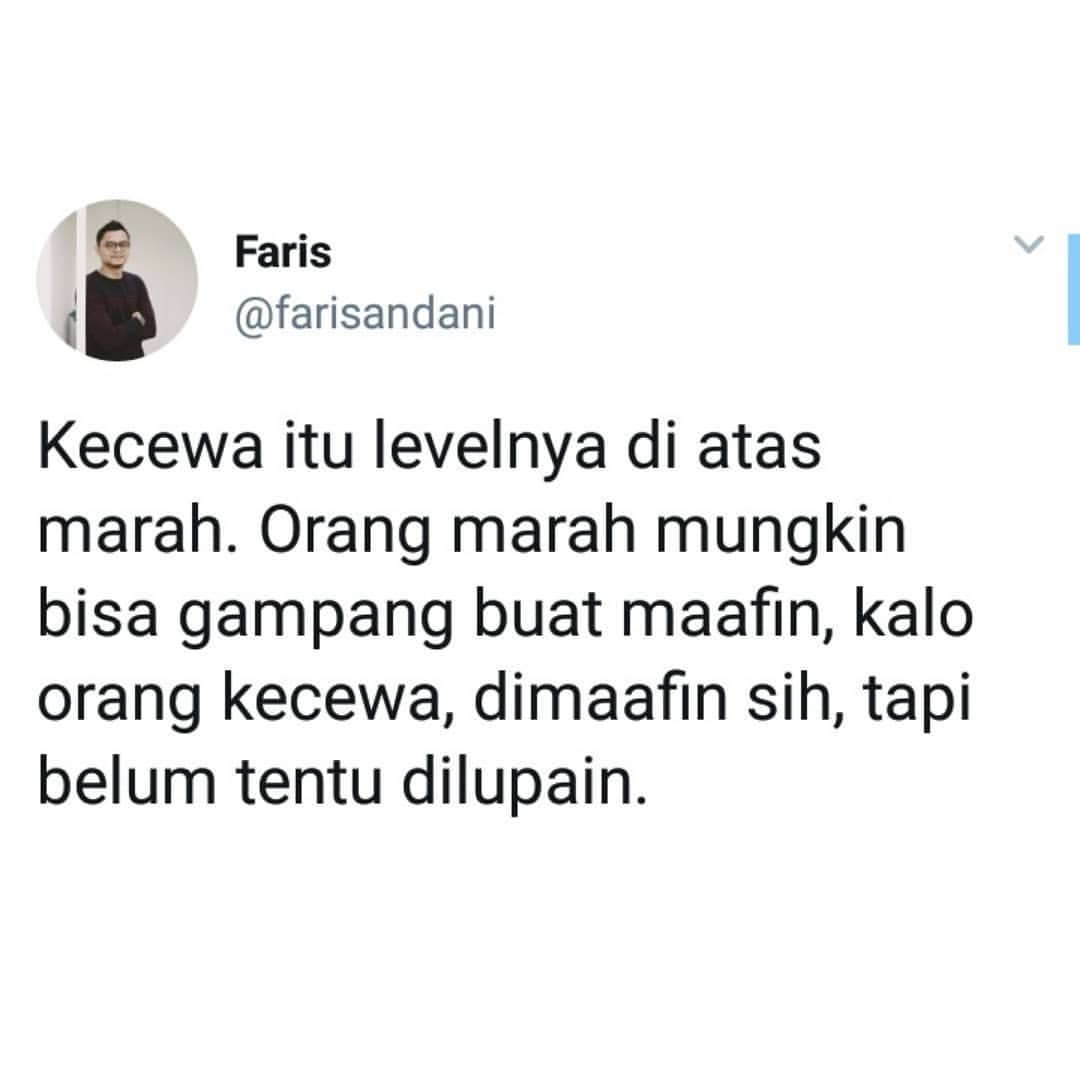 Faris
@farisandani
Kecewa itu levelnya di atas
marah. Orang marah mungkin
bisa gampang buat maafin, kalo
orang kecewa, dimaafin sih, tapi
belum tentu dilupain.